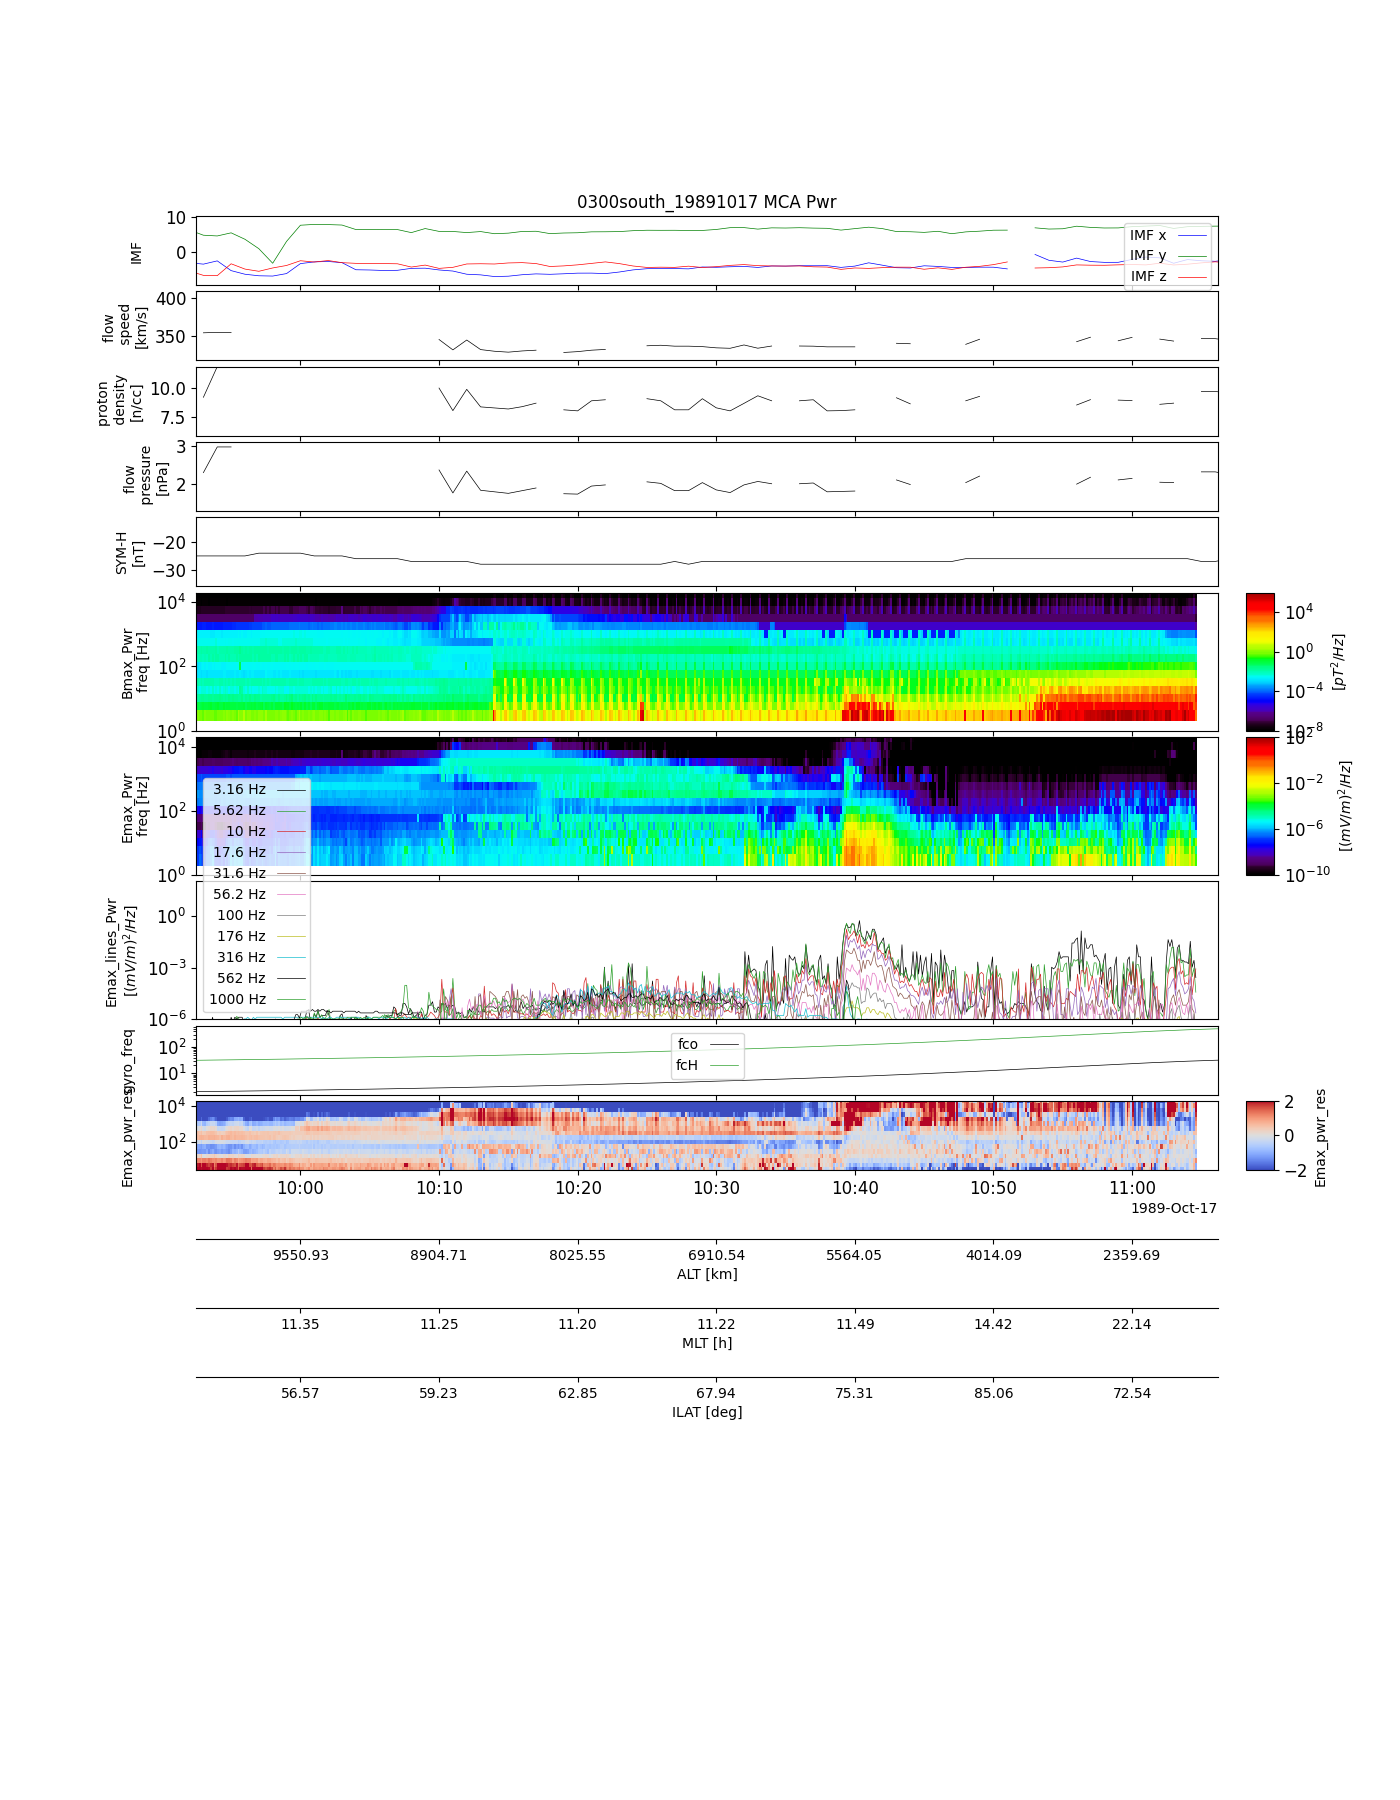 0300south_19891017 MCA Pwr
10
0
IMF
IMF x
IMF y
IMF z
400
350
flow
speed
[km/s]
10.0
7.5
proton
density
[n/cc]
3
2
flow
pressure
[nPa]
−20
−30
SYM-H
[nT]
10^4
10^2
10^0
Bmax_Pwr
freq [Hz]
10^4
10^0
10^−4
10^−8
[pT^2/Hz]
10^4
10^2
10^0
Emax_Pwr
freq [Hz]
10^2
10^−2
10^−6
10^−10
[(mV/m)^2/Hz]
3.16 Hz
5.62 Hz
10 Hz
17.6 Hz
31.6 Hz
56.2 Hz
100 Hz
176 Hz
316 Hz
562 Hz
1000 Hz
10^0
10^−3
10^−6
Emax_lines_Pwr
[(mV/m)^2/Hz]
10^2
10^1
gyro_freq
fco
fcH
10^4
10^2
Emax_pwr_res
2
0
−2
Emax_pwr_res
10:00 10:10 10:20 10:30 10:40 10:50 11:00
1989-Oct-17
9550.93 8904.71 8025.55 6910.54 5564.05 4014.09 2359.69
ALT [km]
11.35 11.25 11.20 11.22 11.49 14.42 22.14
MLT [h]
56.57 59.23 62.85 67.94 75.31 85.06 72.54
ILAT [deg]